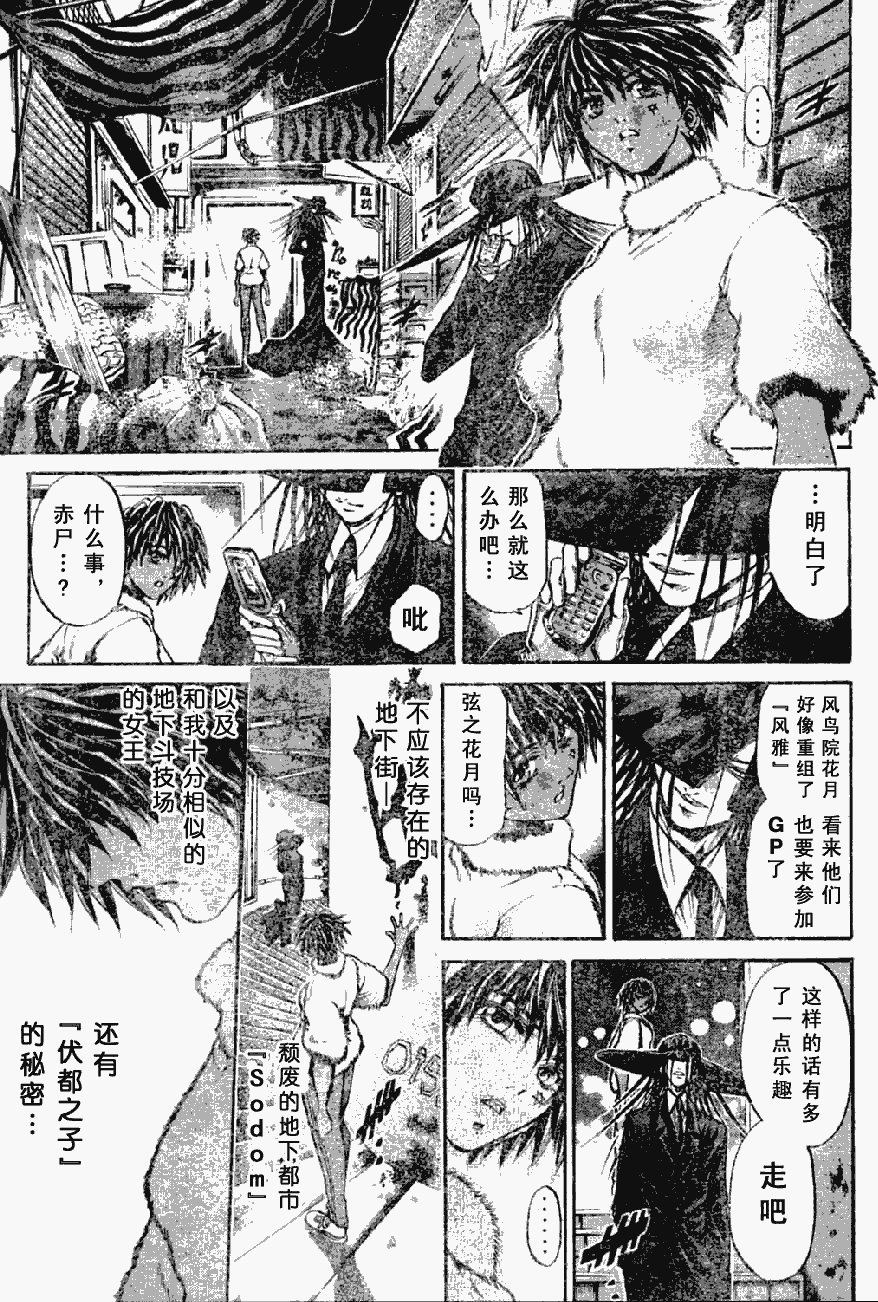 …
…明白了
那么就这
么办吧…
…
吡
什么事，
赤尸…？
风鸟院花月
好像重组了
『风雅』
看来他们
也要来参加
GP了
弦之花月吗…
不应该存在的
地下街—
以及
和我十分相似的
地下斗技场
的女王
这样的话有多
了一点乐趣
走吧
……
颓废的地下都市
『Sodom』
还有
『伏都之子』
的秘密…